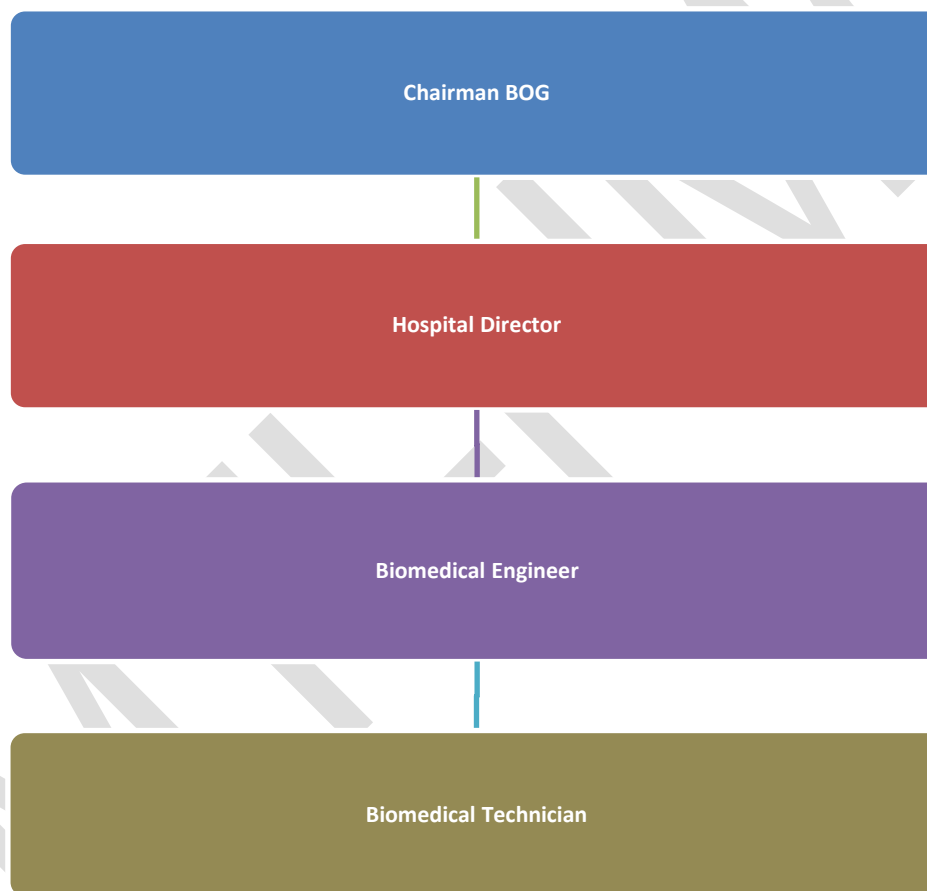 Chairman BOG
Hospital Director
Biomedical Engineer
Biomedical Technician